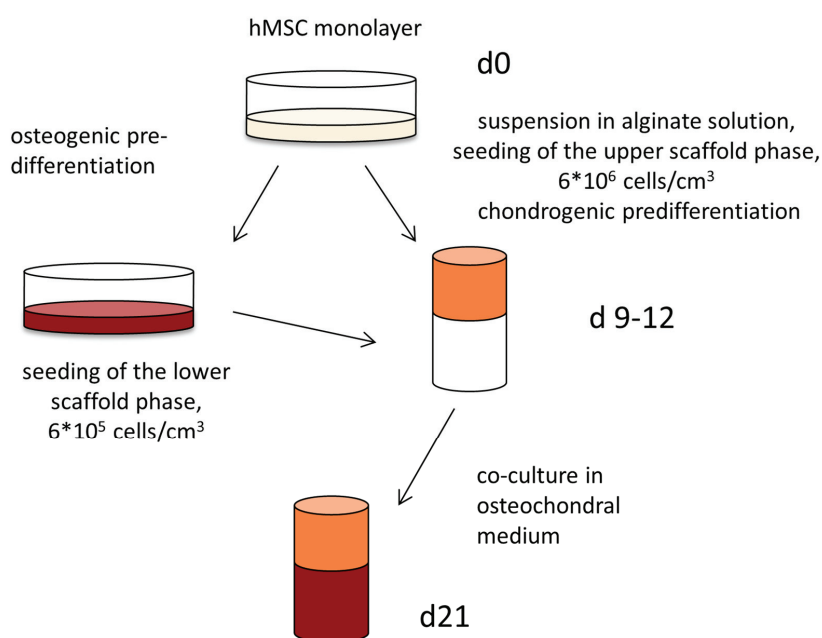 hMSC monolayer
d0
osteogenic pre-
differentiation
suspension in alginate solution,
seeding of the upper scaffold phase,
6*10⁶ cells/cm³
chondrogenic predifferentiation
d 9-12
seeding of the lower
scaffold phase,
6*10⁵ cells/cm³
co-culture in
osteochondral
medium
d21